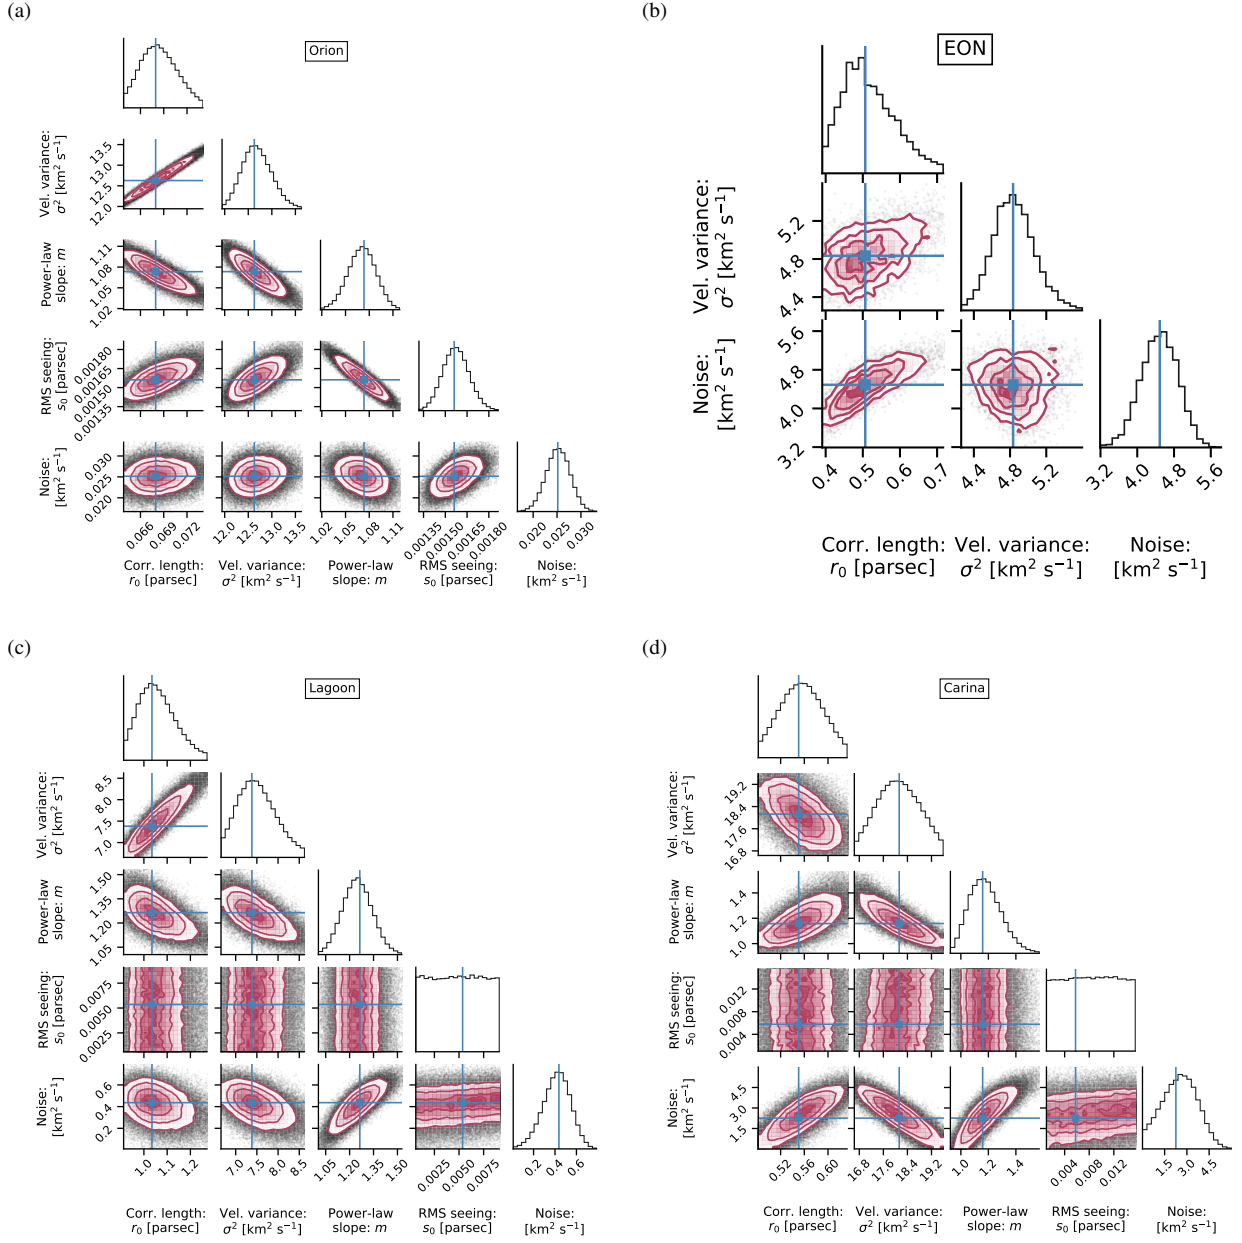 (a)
Orion
Vel. variance:
σ² [km² s⁻¹]
13.5
13.0
12.5
12.0
Power-law
slope: m
1.11
1.08
1.05
1.02
RMS seeing:
s₀ [parsec]
0.00180
0.00165
0.00150
0.00135
Noise:
[km² s⁻¹]
0.030
0.025
0.020
0.066 0.069 0.072
12.0 12.5 13.0 13.5
1.02 1.05 1.08 1.11
0.00135 0.00150 0.00165 0.00180
0.020 0.025 0.030
Corr. length:
r₀ [parsec]
Vel. variance:
σ² [km² s⁻¹]
Power-law
slope: m
RMS seeing:
s₀ [parsec]
Noise:
[km² s⁻¹]
(b)
EON
Vel. variance:
σ² [km² s⁻¹]
5.2
4.8
4.4
Noise:
[km² s⁻¹]
5.6
4.8
4.0
3.2
0.4 0.5 0.6 0.7
4.4 4.8 5.2
3.2 4.0 4.8 5.6
Corr. length:
r₀ [parsec]
Vel. variance:
σ² [km² s⁻¹]
Noise:
[km² s⁻¹]
(c)
Lagoon
Vel. variance:
σ² [km² s⁻¹]
8.5
8.0
7.5
7.0
Power-law
slope: m
1.50
1.35
1.20
1.05
RMS seeing:
s₀ [parsec]
0.0075
0.0050
0.0025
Noise:
[km² s⁻¹]
0.6
0.4
0.2
1.0 1.1 1.2
7.0 7.5 8.0 8.5
1.05 1.20 1.35 1.50
0.0025 0.0050 0.0075
0.2 0.4 0.6
Corr. length:
r₀ [parsec]
Vel. variance:
σ² [km² s⁻¹]
Power-law
slope: m
RMS seeing:
s₀ [parsec]
Noise:
[km² s⁻¹]
(d)
Carina
Vel. variance:
σ² [km² s⁻¹]
19.2
18.4
17.6
16.8
Power-law
slope: m
1.4
1.2
1.0
RMS seeing:
s₀ [parsec]
0.012
0.008
0.004
Noise:
[km² s⁻¹]
4.5
3.0
1.5
0.52 0.56 0.60
16.8 17.6 18.4 19.2
1.0 1.2 1.4
0.004 0.008 0.012
1.5 3.0 4.5
Corr. length:
r₀ [parsec]
Vel. variance:
σ² [km² s⁻¹]
Power-law
slope: m
RMS seeing:
s₀ [parsec]
Noise:
[km² s⁻¹]